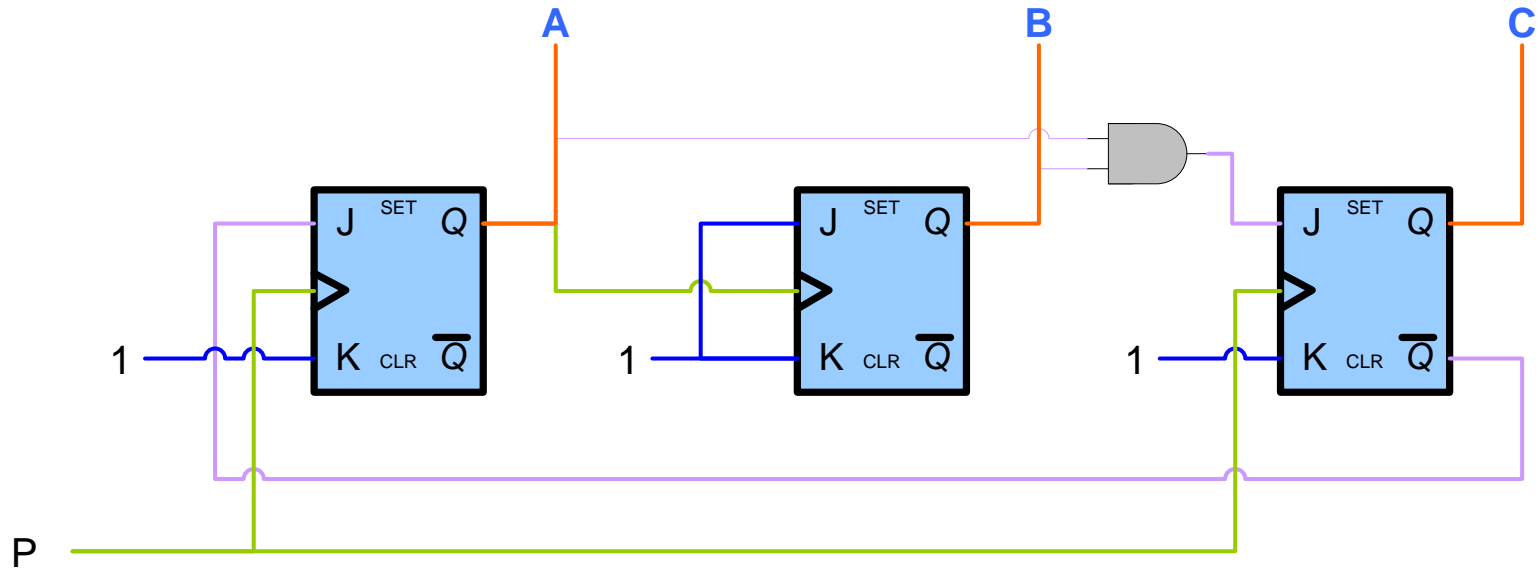 A B C
J SET Q J SET Q J SET Q
1 K CLR Q̅ 1 K CLR Q̅ 1 K CLR Q̅
P